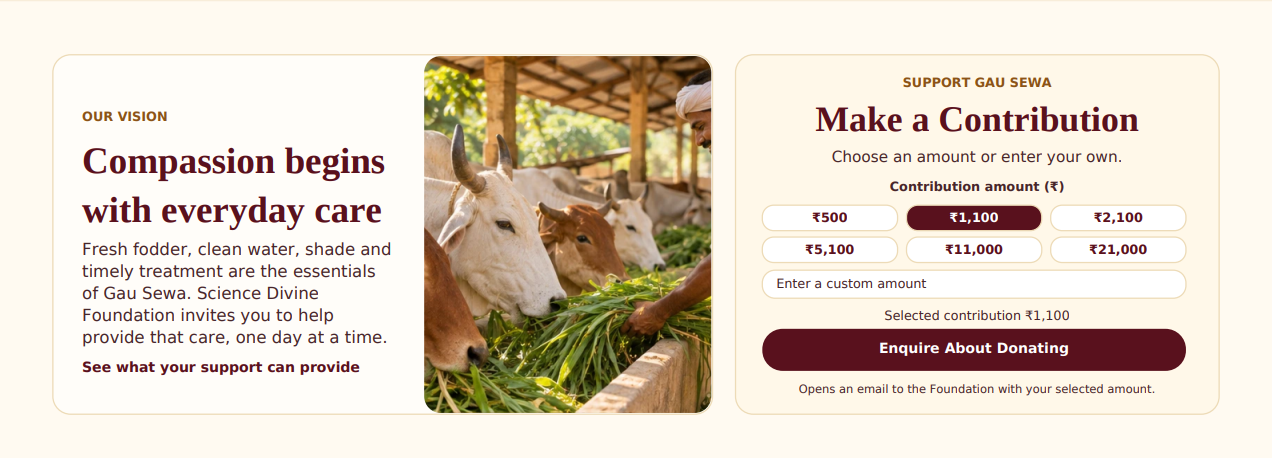 OUR VISION
Compassion begins
with everyday care
Fresh fodder, clean water, shade and
timely treatment are the essentials
of Gau Sewa. Science Divine
Foundation invites you to help
provide that care, one day at a time.
See what your support can provide
SUPPORT GAU SEWA
Make a Contribution
Choose an amount or enter your own.
Contribution amount (₹)
₹500 ₹1,100 ₹2,100
₹5,100 ₹11,000 ₹21,000
Enter a custom amount
Selected contribution ₹1,100
Enquire About Donating
Opens an email to the Foundation with your selected amount.